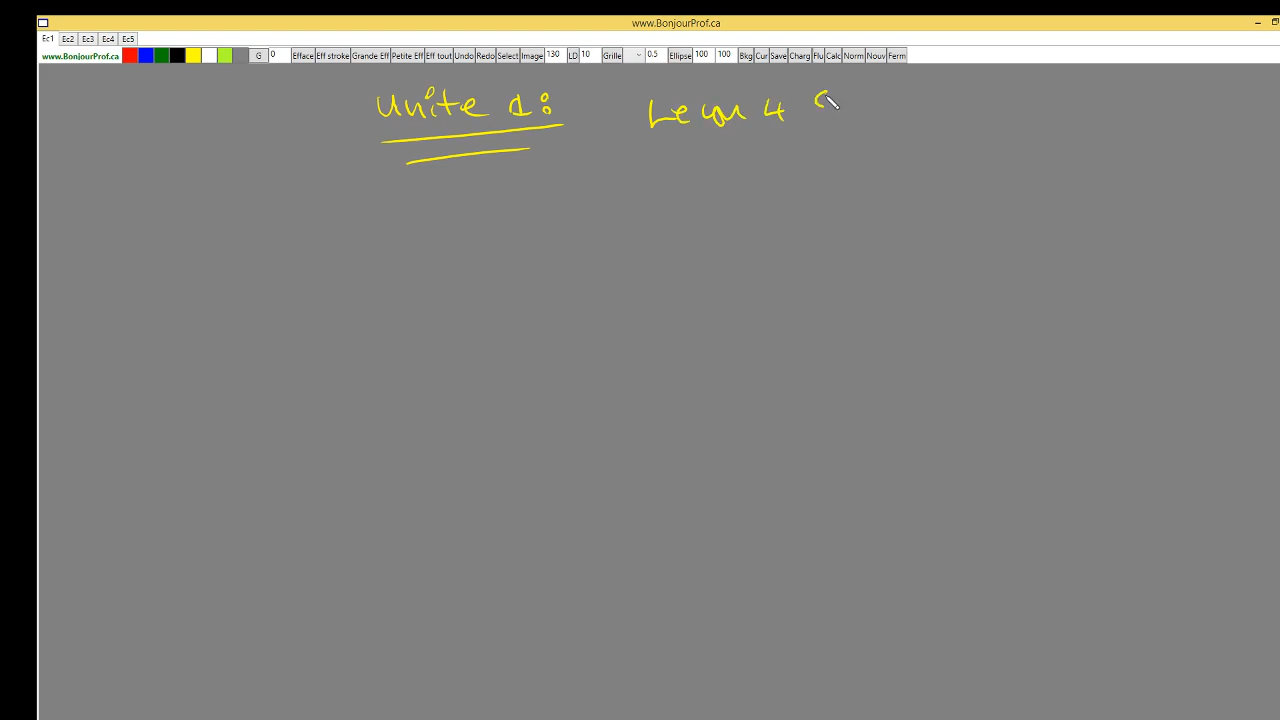 www.BonjourProf.ca
Ec1 Ec2 Ec3 Ec4 Ec5
www.BonjourProf.ca G 0 Efface Eff stroke Grande Eff Petite Eff Eff tout Undo Redo Select Image 130 LD 10 Grille 0.5 Ellipse 100 100 Bkg Cur Save Charg Flu Calc Norm Nouv Ferm
Unite 1: Leçon 4